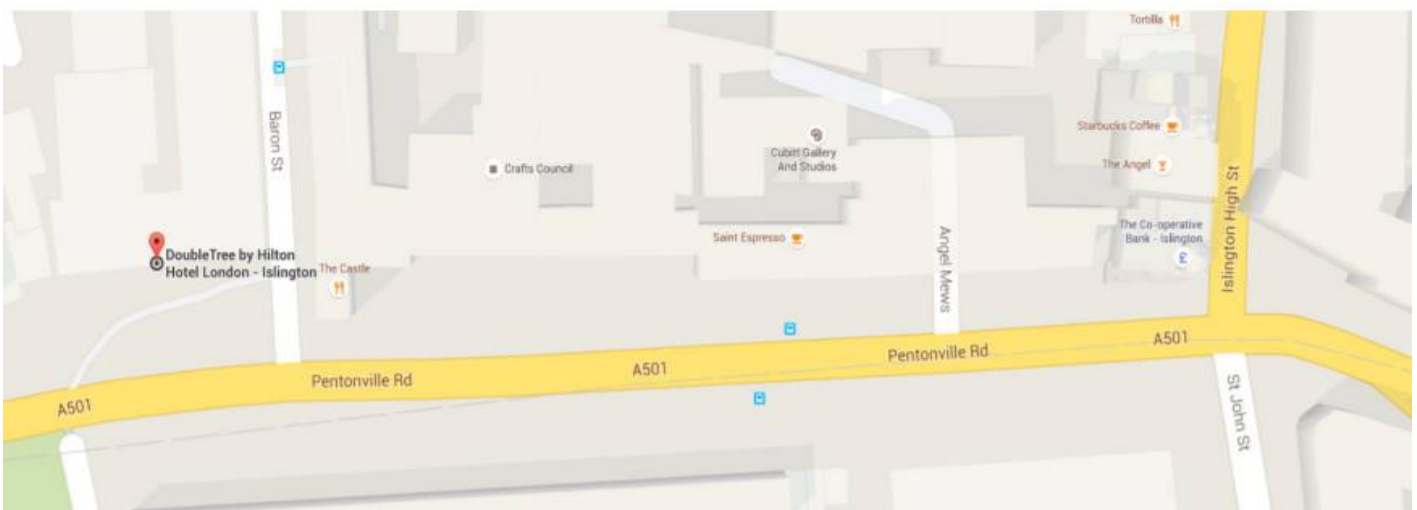 Tortilla
Baron St
Starbucks Coffee
Cubitt Gallery
And Studios
Crafts Council
The Angel
Islington High St
The Co-operative
Bank - Islington
£
Saint Espresso
Angel Mews
DoubleTree by Hilton
Hotel London - Islington
The Castle
A501
Pentonville Rd
A501
Pentonville Rd
A501
St John St